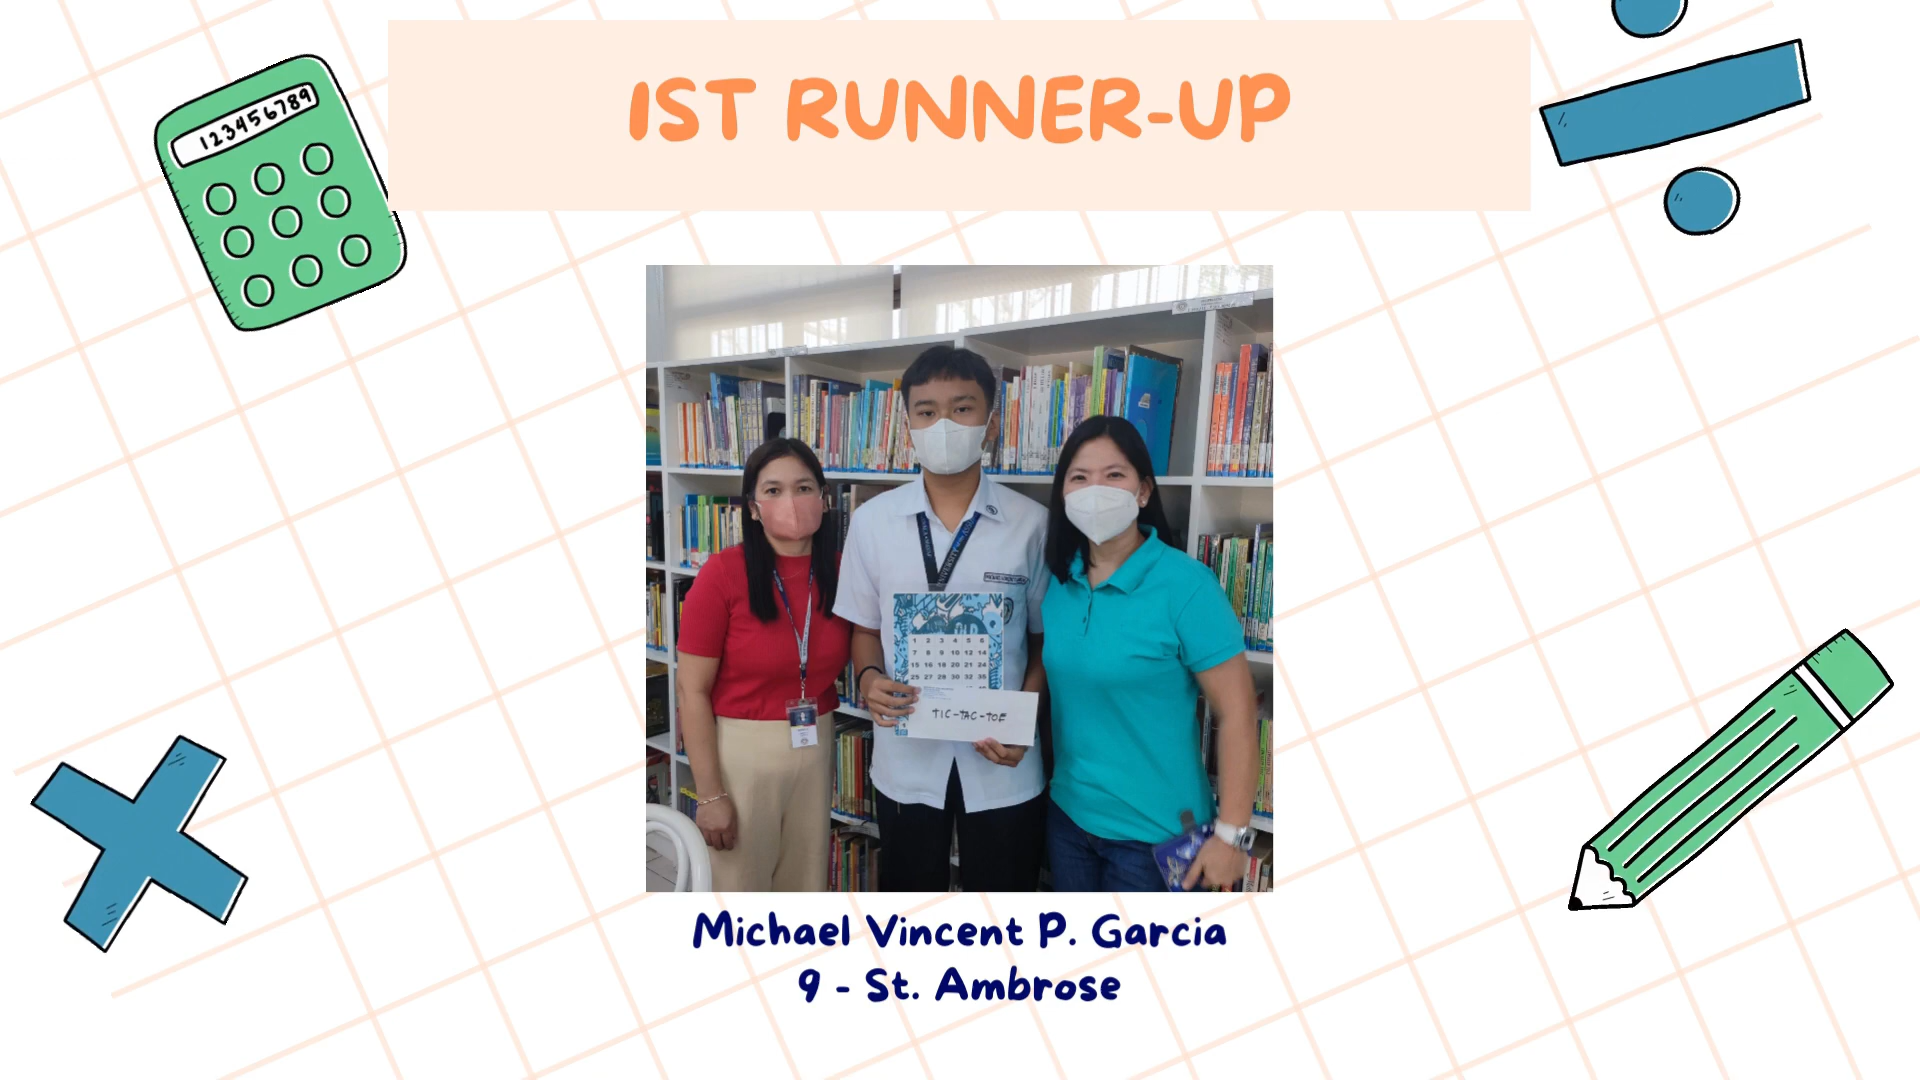 1ST RUNNER-UP
123456789
1 2 3 4 5 6
7 8 9 10 12 14
15 16 18 20 21 24
25 27 28 30 32 35
TIC-TAC-TOE
Michael Vincent P. Garcia
9 - St. Ambrose